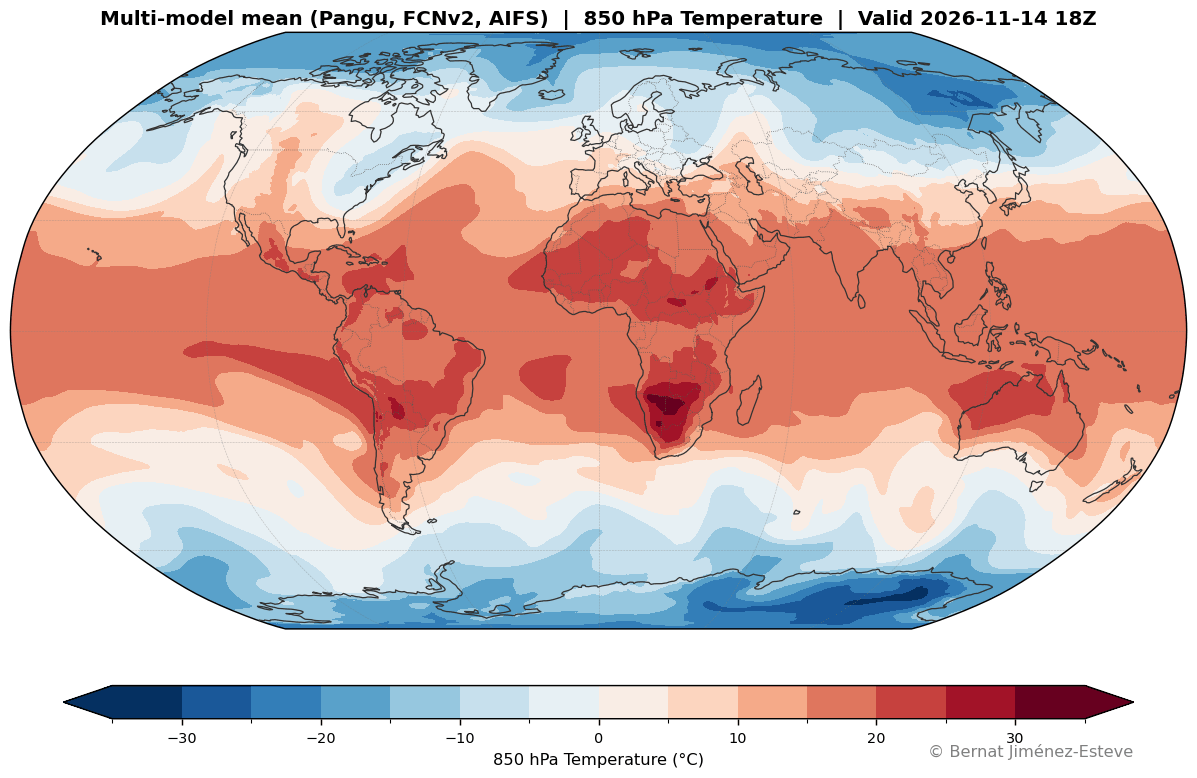 Multi-model mean (Pangu, FCNv2, AIFS) | 850 hPa Temperature | Valid 2026-11-14 18Z
−30 −20 −10 0 10 20 30
850 hPa Temperature (°C)
© Bernat Jiménez-Esteve